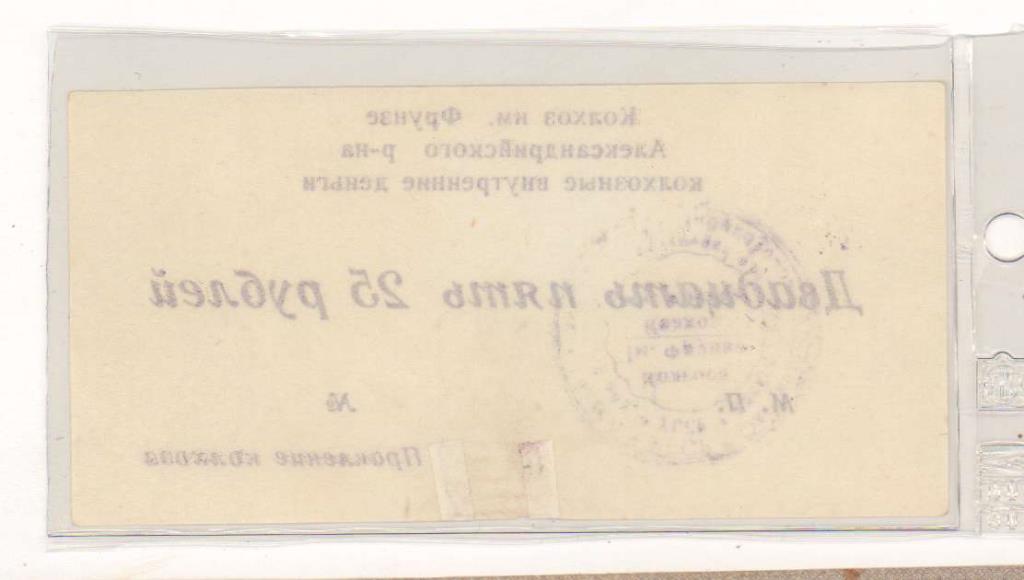 Колхоз им. Фрунзе
Александрийского р-на
колхозные внутренние деньги
Двадцать пять 25 рублей
М. П.
№
Правление колхоза